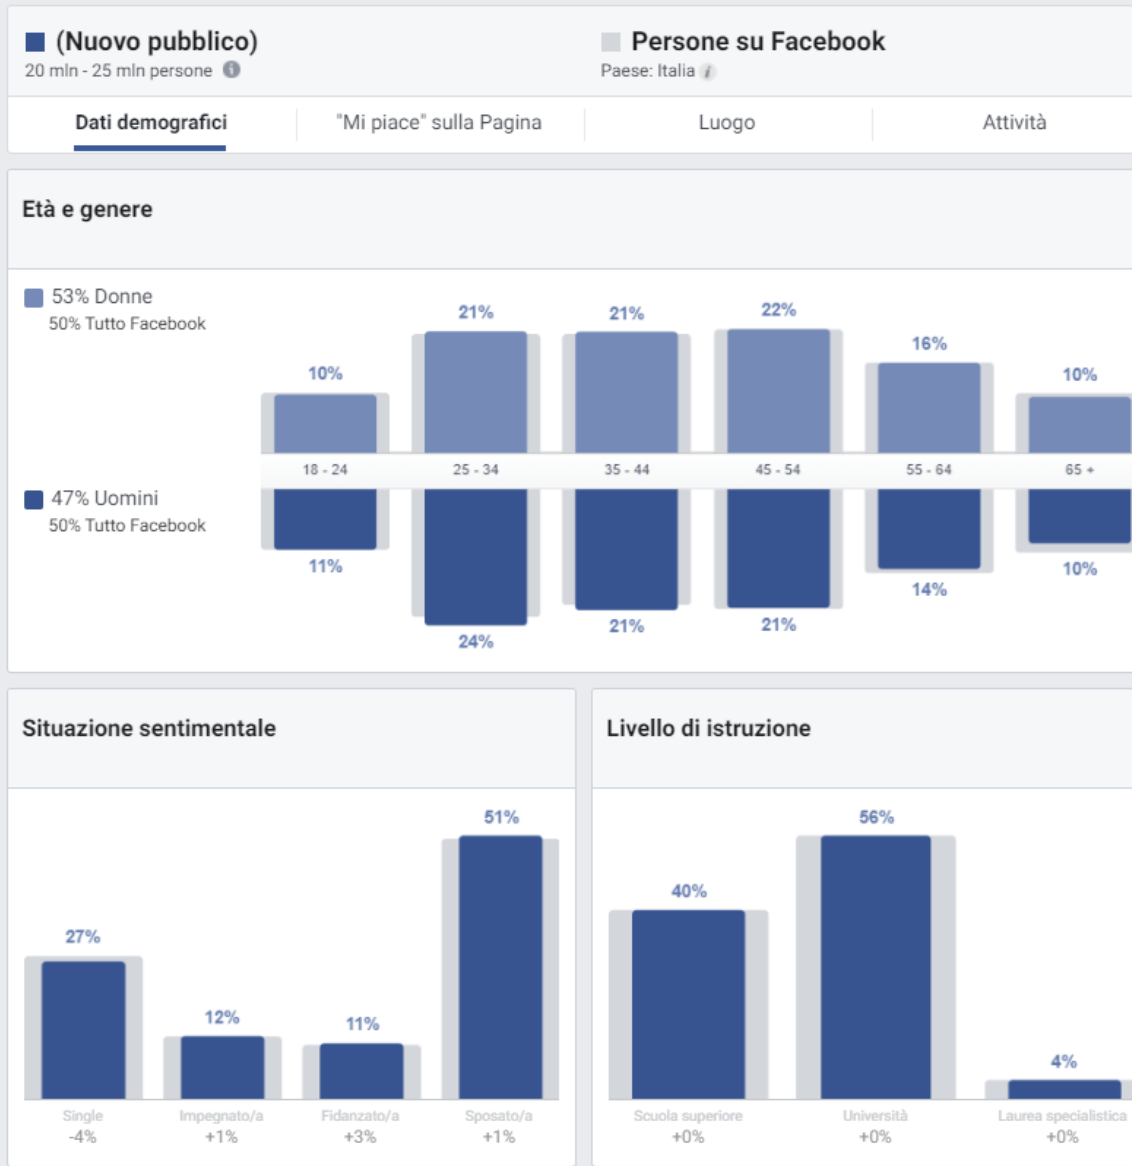 (Nuovo pubblico)
20 mln - 25 mln persone
Persone su Facebook
Paese: Italia
Dati demografici
"Mi piace" sulla Pagina
Luogo
Attività
Età e genere
53% Donne
50% Tutto Facebook
10%
21%
21%
22%
16%
10%
18 - 24
25 - 34
35 - 44
45 - 54
55 - 64
65 +
47% Uomini
50% Tutto Facebook
11%
24%
21%
21%
14%
10%
Situazione sentimentale
27%
12%
11%
51%
Single
Impegnato/a
Fidanzato/a
Sposato/a
-4%
+1%
+3%
+1%
Livello di istruzione
40%
56%
4%
Scuola superiore
Università
Laurea specialistica
+0%
+0%
+0%